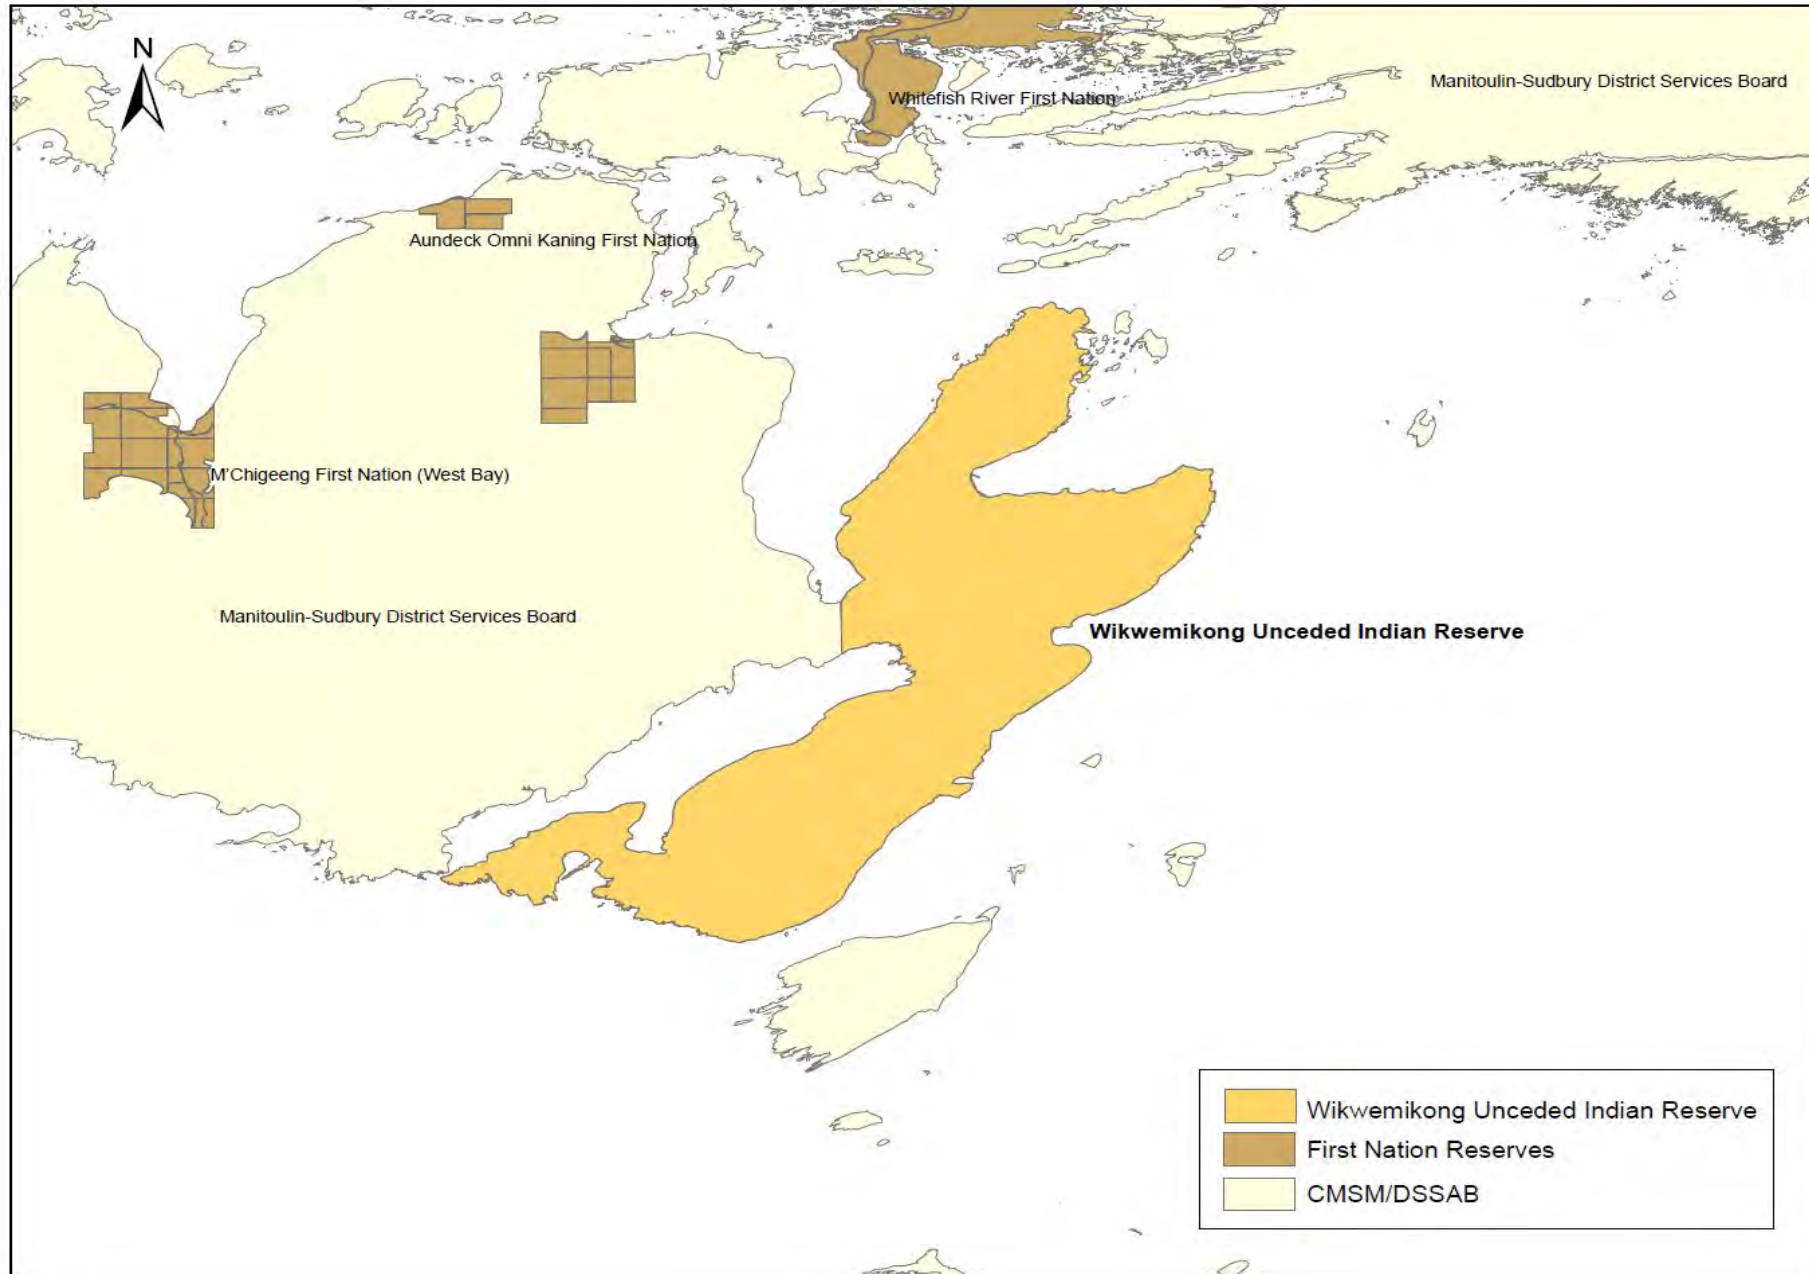 N
Manitoulin-Sudbury District Services Board
Whitefish River First Nation
Aundeck Omni Kaning First Nation
M'Chigeeng First Nation (West Bay)
Manitoulin-Sudbury District Services Board
Wikwemikong Unceded Indian Reserve
Wikwemikong Unceded Indian Reserve
First Nation Reserves
CMSM/DSSAB